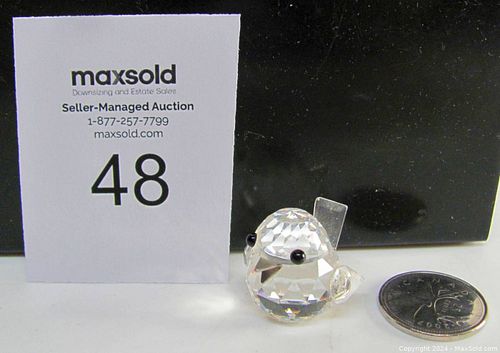 maxsold
Downsizing and Estate Sales
Seller-Managed Auction
1-877-257-7799
maxsold.com
48
Copyright 2024 - MaxSold.com